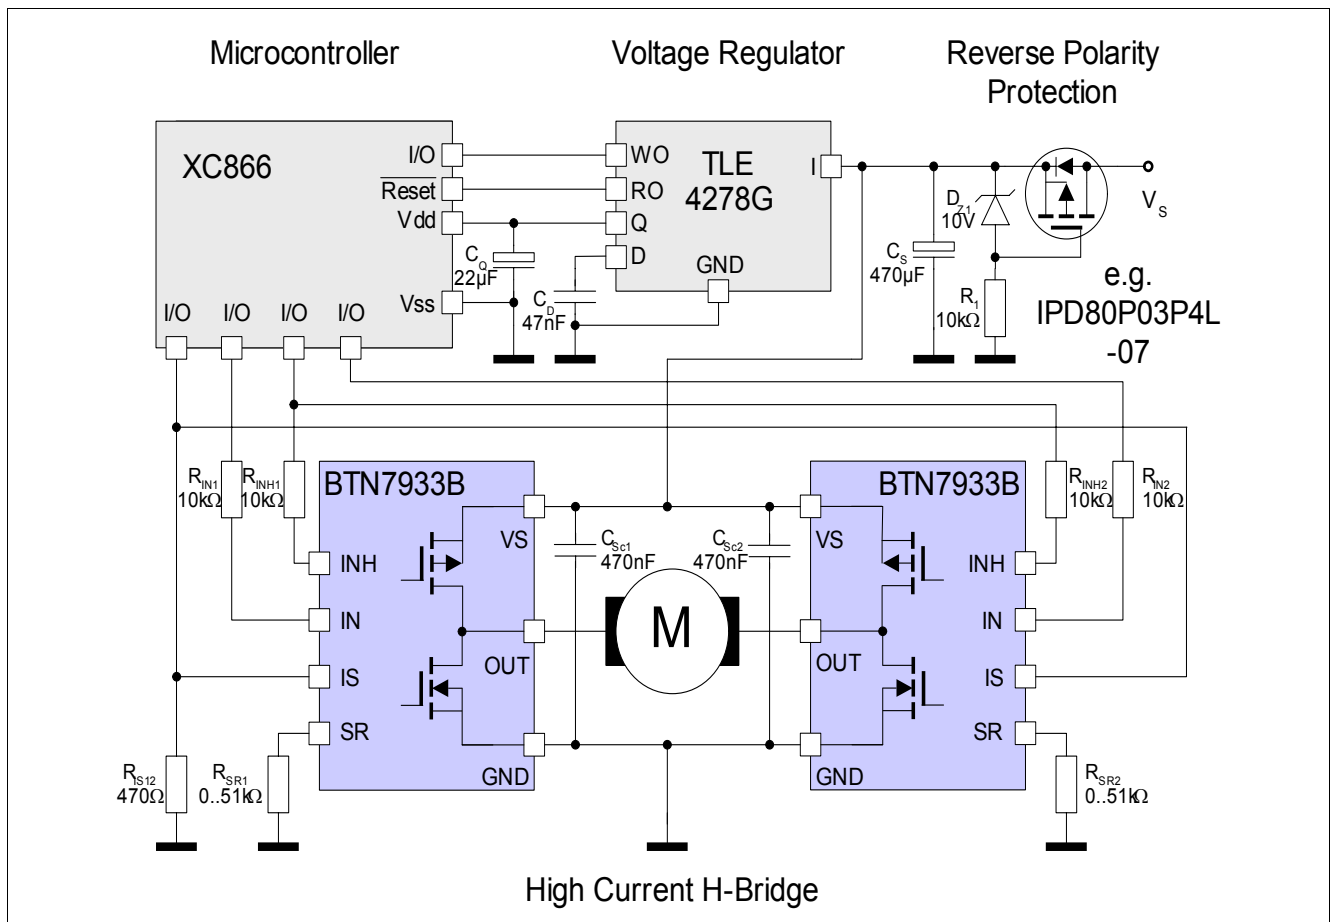 Microcontroller
Voltage Regulator
Reverse Polarity
Protection
XC866
I/O
Reset
Vdd
Vss
I/O
I/O
I/O
I/O
TLE
4278G
WO
RO
Q
D
I
GND
C_Q
22µF
C_D
47nF
C_S
470µF
D_Z1
10V
R_1
10kΩ
V_S
e.g.
IPD80P03P4L
-07
R_IN1
10kΩ
R_INH1
10kΩ
BTN7933B
VS
INH
IN
IS
SR
OUT
GND
C_Sc1
470nF
C_Sc2
470nF
M
BTN7933B
VS
INH
IN
IS
SR
OUT
GND
R_INH2
10kΩ
R_IN2
10kΩ
R_IS12
470Ω
R_SR1
0..51kΩ
R_SR2
0..51kΩ
High Current H-Bridge